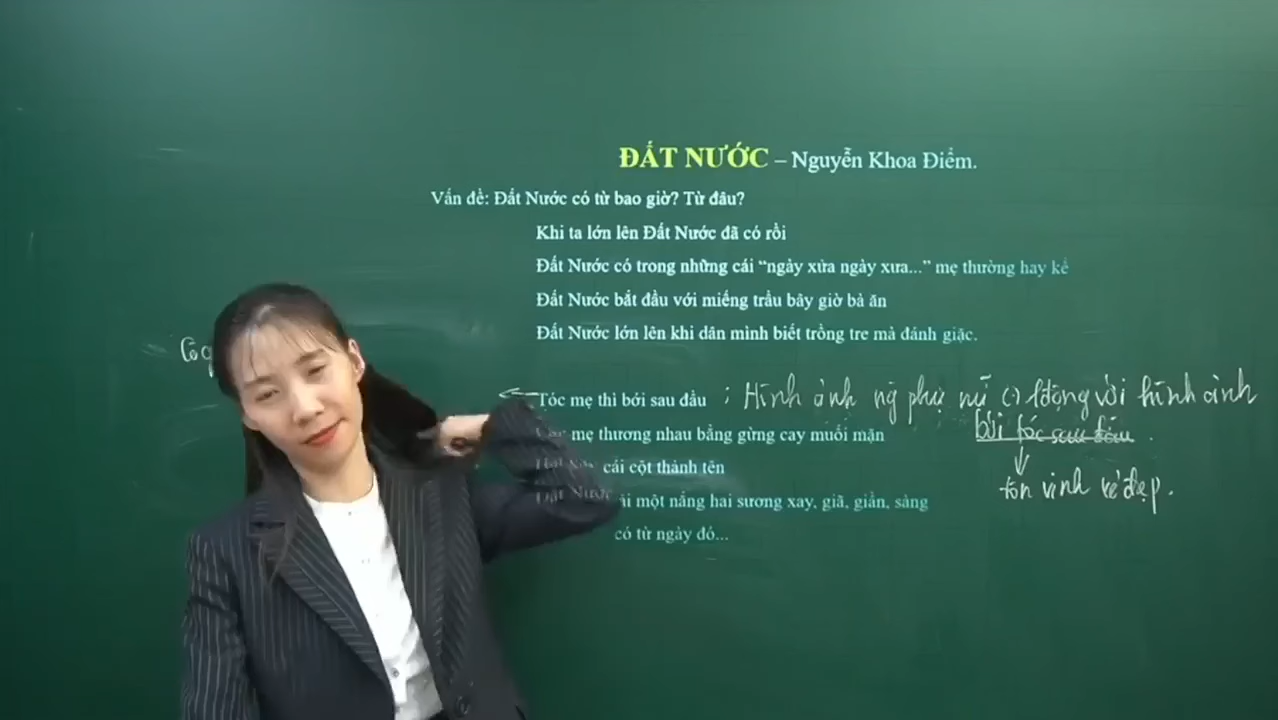 ĐẤT NƯỚC – Nguyễn Khoa Điềm.
Vấn đề: Đất Nước có từ bao giờ? Từ đâu?
Khi ta lớn lên Đất Nước đã có rồi
Đất Nước có trong những cái “ngày xửa ngày xưa...” mẹ thường hay kể
Đất Nước bắt đầu với miếng trầu bây giờ bà ăn
Đất Nước lớn lên khi dân mình biết trồng tre mà đánh giặc.
Tóc mẹ thì bới sau đầu : Hình ảnh ng phụ nữ với hình ảnh
bới tóc sau đầu.
mẹ thương nhau bằng gừng cay muối mặn
tôn vinh vẻ đẹp.
cái cột thành tên
Đất Nước một nắng hai sương xay, giã, giần, sàng
có từ ngày đó...